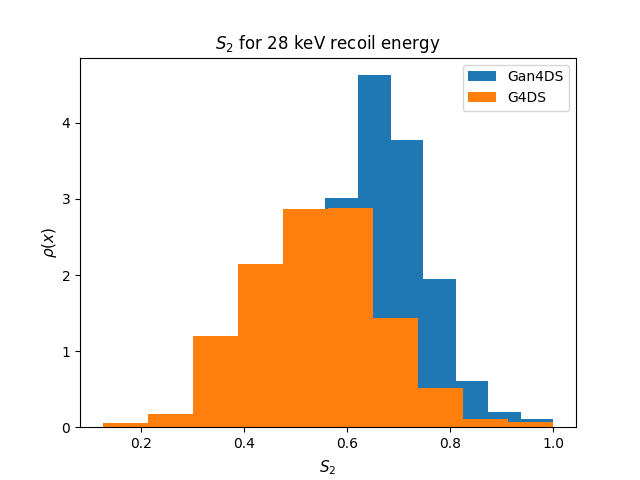 S₂ for 28 keV recoil energy
Gan4DS
G4DS
ρ(x)
4
3
2
1
0
0.2 0.4 0.6 0.8 1.0
S₂